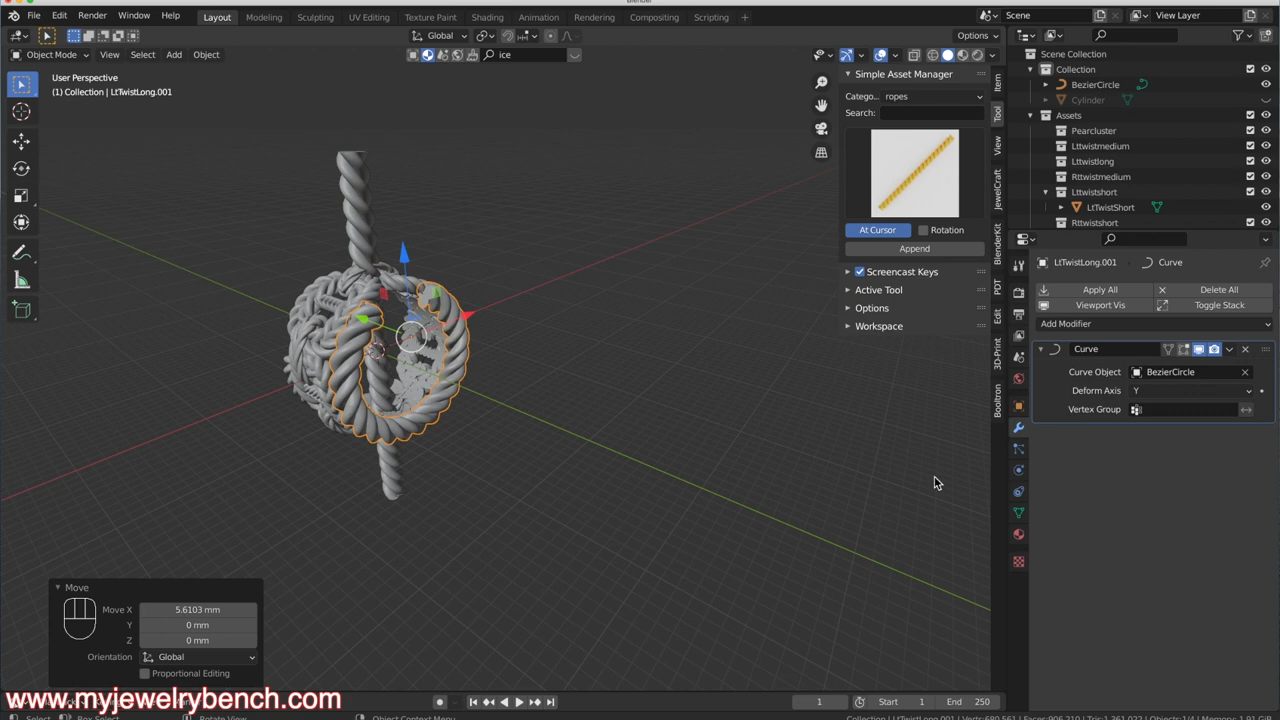 Blender
File Edit Render Window Help
Layout Modeling Sculpting UV Editing Texture Paint Shading Animation Rendering Compositing Scripting +
Scene
View Layer
Global
Options
Object Mode View Select Add Object
ice
User Perspective
(1) Collection | LtTwistLong.001
Simple Asset Manager
Catego... ropes
Search:
At Cursor Rotation
Append
Screencast Keys
Active Tool
Options
Workspace
Item
Tool
View
JewelCraft
BlenderKit
PDT
Edit
3D-Print
Booltron
Scene Collection
Collection
BezierCircle
Cylinder
Assets
Pearcluster
Lttwistmedium
Lttwistlong
Rttwistmedium
Lttwistshort
LtTwistShort
Rttwistshort
LtTwistLong.001 Curve
Apply All Delete All
Viewport Vis Toggle Stack
Add Modifier
Curve
Curve Object BezierCircle
Deform Axis Y
Vertex Group
Move
Move X 5.6103 mm
Y 0 mm
Z 0 mm
Orientation Global
Proportional Editing
www.myjewelrybench.com
1 Start 1 End 250